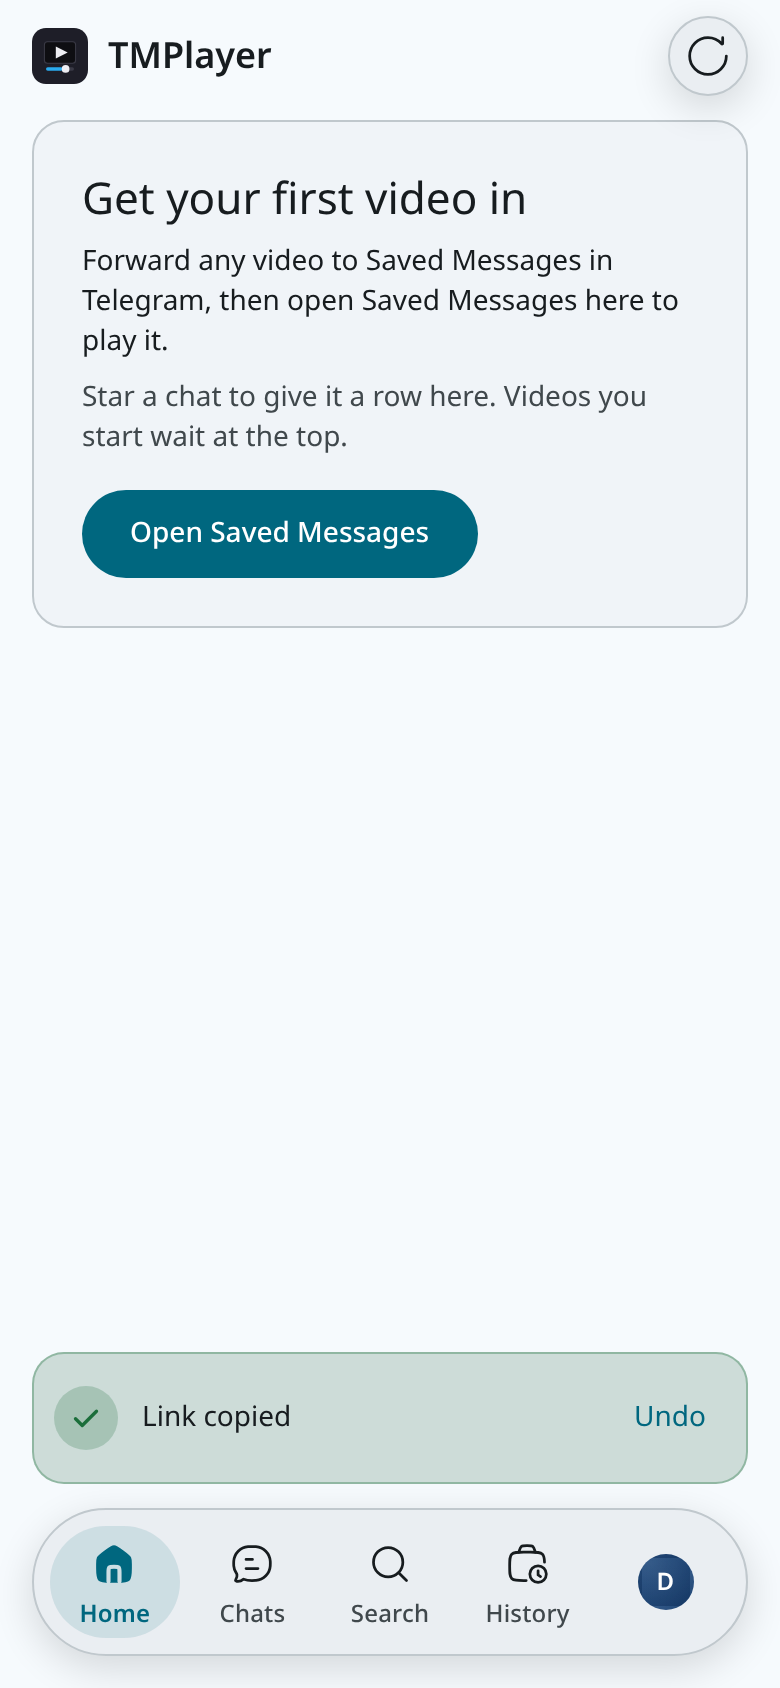 TMPlayer
Get your first video in
Forward any video to Saved Messages in
Telegram, then open Saved Messages here to
play it.
Star a chat to give it a row here. Videos you
start wait at the top.
Open Saved Messages
Link copied
Undo
Home
Chats
Search
History
D